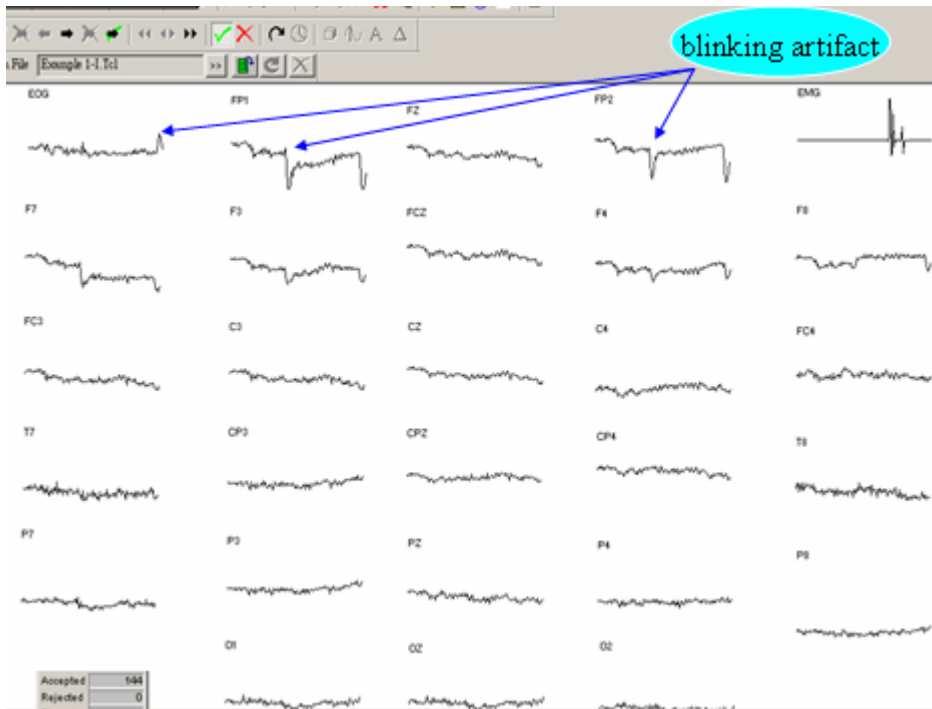 blinking artifact
File Example 1-1.Tcl >>
EOG FP1 FZ FP2 EMG
F7 F3 FCZ F4 F8
FC3 C3 CZ C4 FC4
T7 CP3 CPZ CP4 T8
P7 P3 PZ P4 P8
O1 OZ O2
Accepted 144
Rejected 0